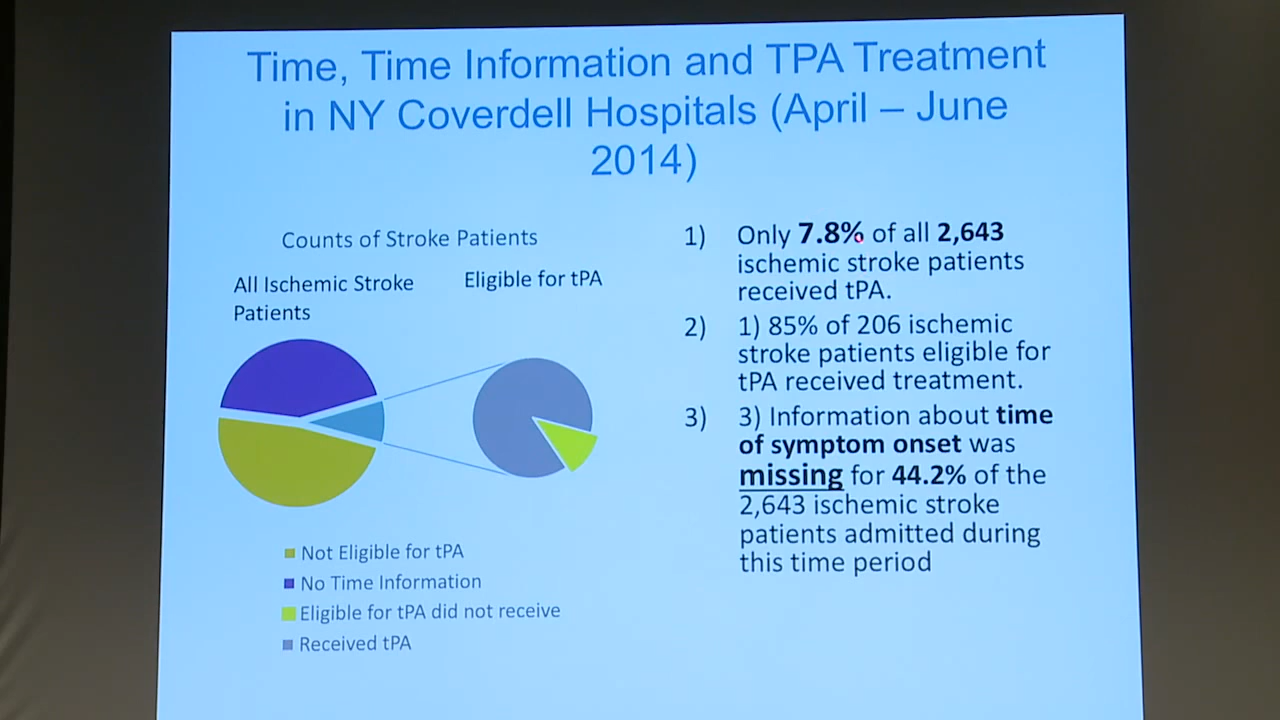 Time, Time Information and TPA Treatment
in NY Coverdell Hospitals (April – June
2014)
Counts of Stroke Patients
All Ischemic Stroke
Patients
Eligible for tPA
Not Eligible for tPA
No Time Information
Eligible for tPA did not receive
Received tPA
1) Only 7.8% of all 2,643
ischemic stroke patients
received tPA.
2) 1) 85% of 206 ischemic
stroke patients eligible for
tPA received treatment.
3) 3) Information about time
of symptom onset was
missing for 44.2% of the
2,643 ischemic stroke
patients admitted during
this time period